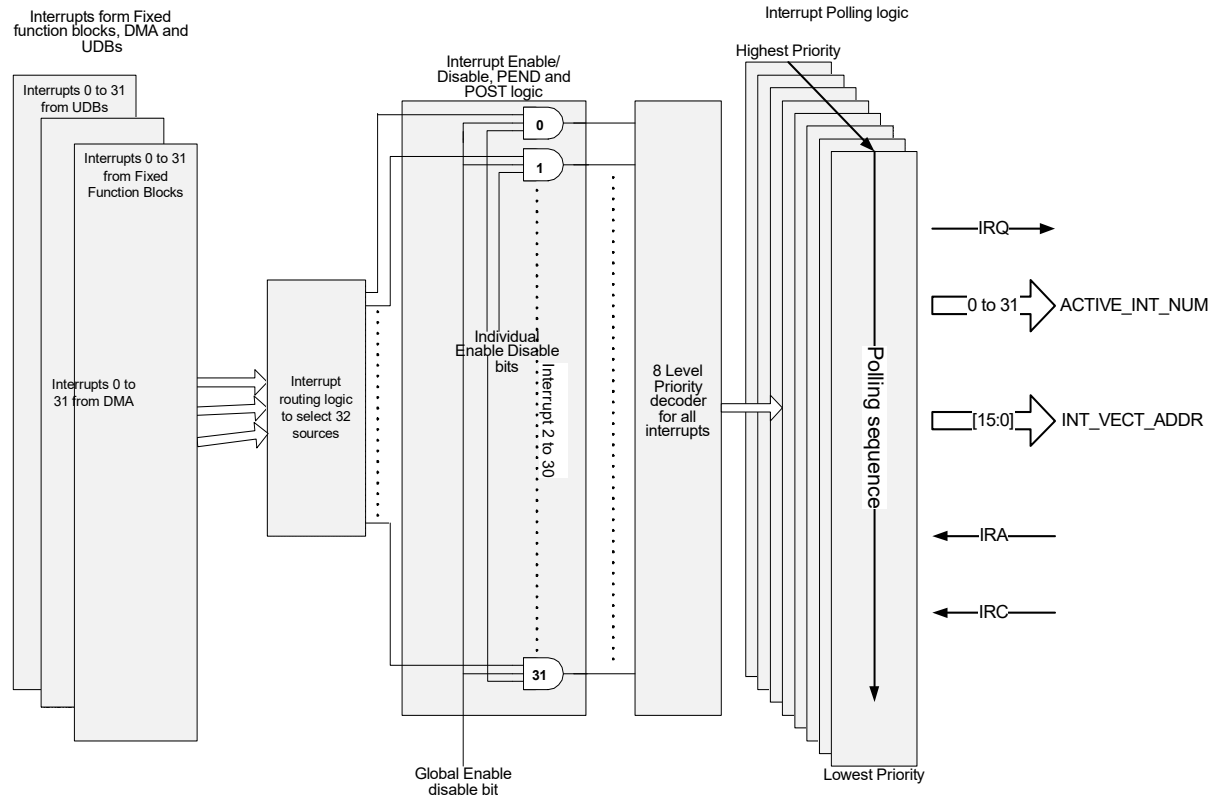 Interrupts form Fixed
function blocks, DMA and
UDBs
Interrupts 0 to 31
from UDBs
Interrupts 0 to 31
from Fixed
Function Blocks
Interrupts 0 to
31 from DMA
Interrupt
routing logic
to select 32
sources
Interrupt Enable/
Disable, PEND and
POST logic
0
1
Individual
Enable Disable
bits
Interrupt 2 to 30
31
Global Enable
disable bit
8 Level
Priority
decoder
for all
interrupts
Interrupt Polling logic
Highest Priority
Polling sequence
Lowest Priority
IRQ
0 to 31 ACTIVE_INT_NUM
[15:0] INT_VECT_ADDR
IRA
IRC